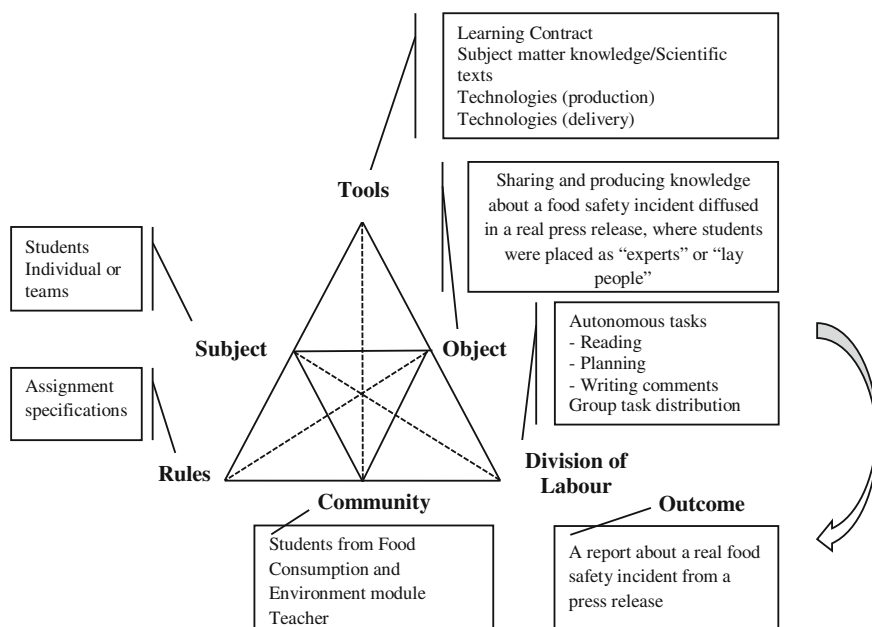 Learning Contract
Subject matter knowledge/Scientific
texts
Technologies (production)
Technologies (delivery)
Tools
Sharing and producing knowledge
about a food safety incident diffused
in a real press release, where students
were placed as “experts” or “lay
people”
Students
Individual or
teams
Subject
Object
Autonomous tasks
- Reading
- Planning
- Writing comments
Group task distribution
Assignment
specifications
Rules
Division of
Labour
Community
Outcome
Students from Food
Consumption and
Environment module
Teacher
A report about a real food
safety incident from a
press release